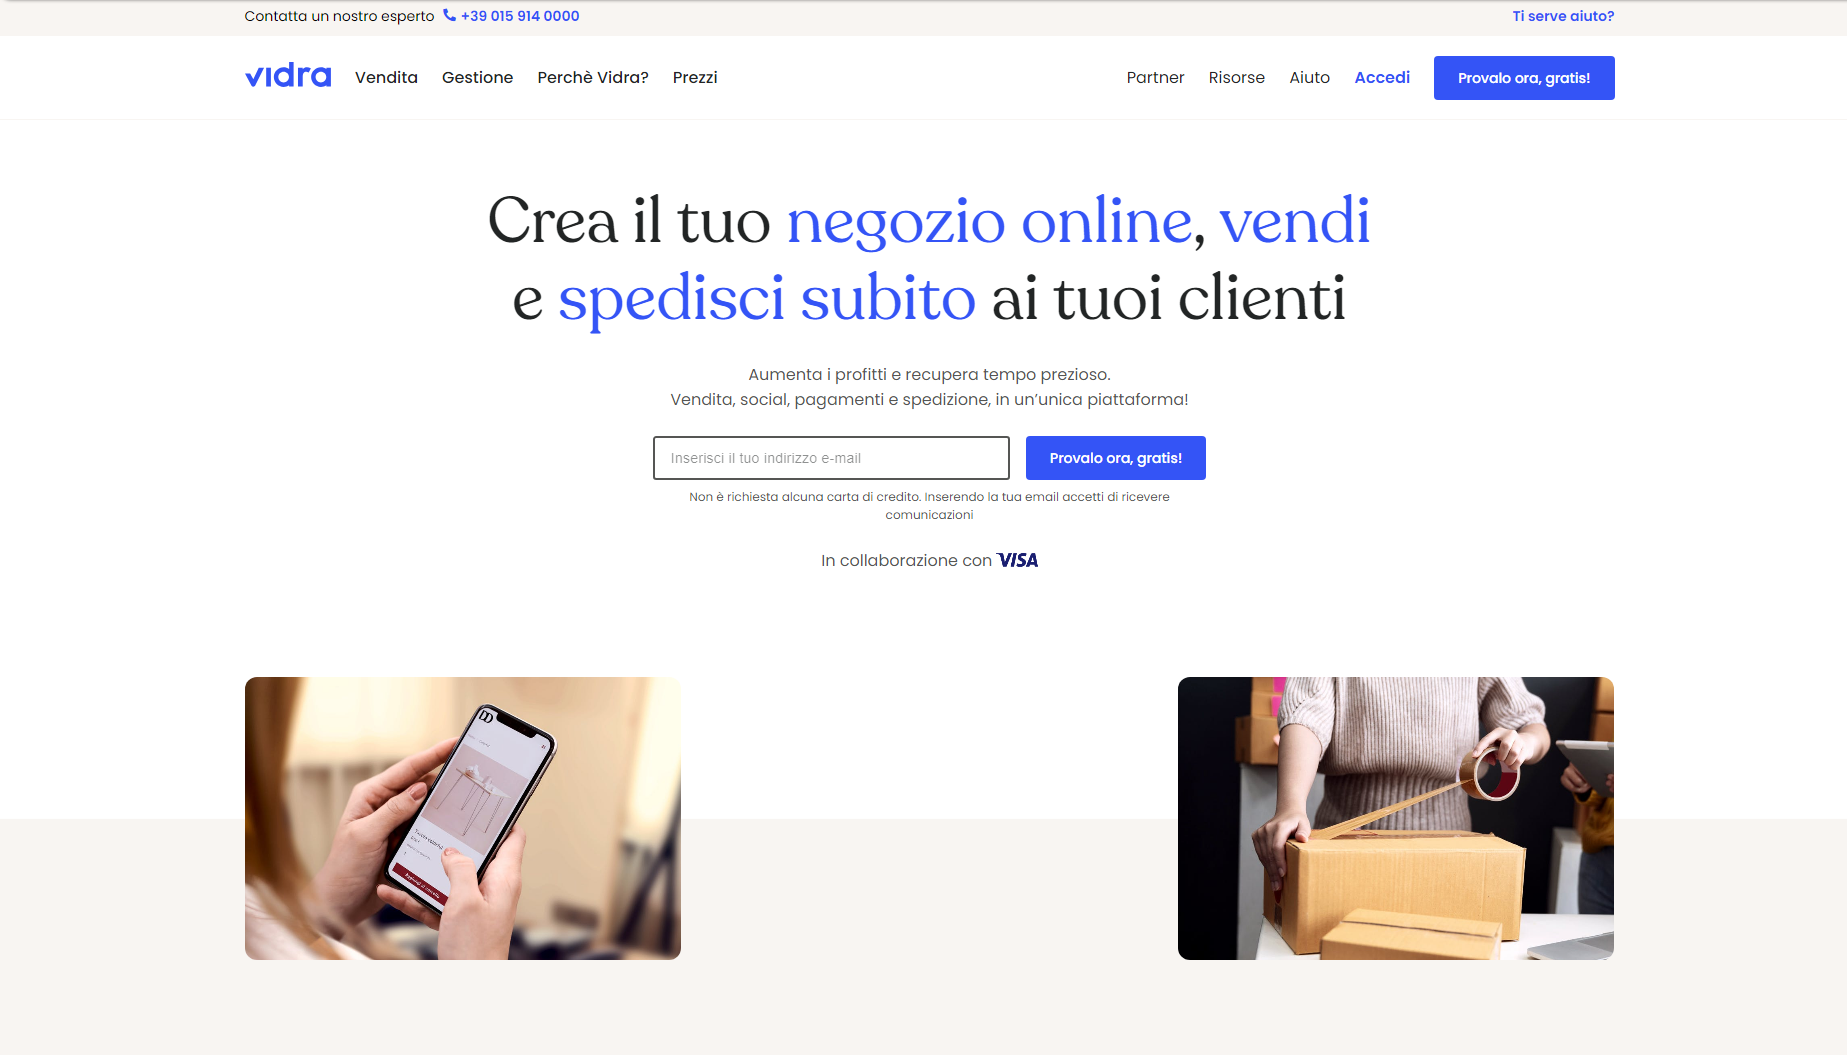 Contatta un nostro esperto +39 015 914 0000
Ti serve aiuto?
vidra Vendita Gestione Perchè Vidra? Prezzi
Partner Risorse Aiuto Accedi Provalo ora, gratis!
Crea il tuo negozio online, vendi
e spedisci subito ai tuoi clienti
Aumenta i profitti e recupera tempo prezioso.
Vendita, social, pagamenti e spedizione, in un’unica piattaforma!
Inserisci il tuo indirizzo e-mail
Provalo ora, gratis!
Non è richiesta alcuna carta di credito. Inserendo la tua email accetti di ricevere
comunicazioni
In collaborazione con VISA
Aggiungi al carrello